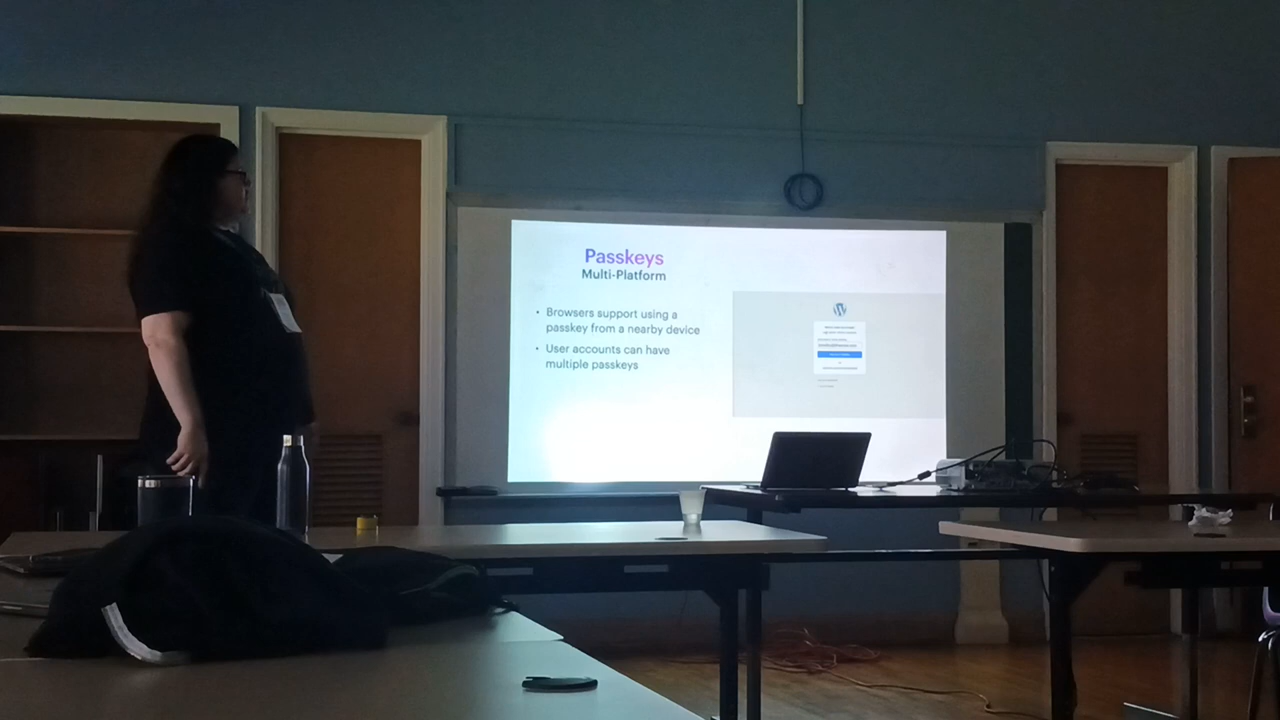 Passkeys
Multi-Platform
• Browsers support using a
passkey from a nearby device
• User accounts can have
multiple passkeys